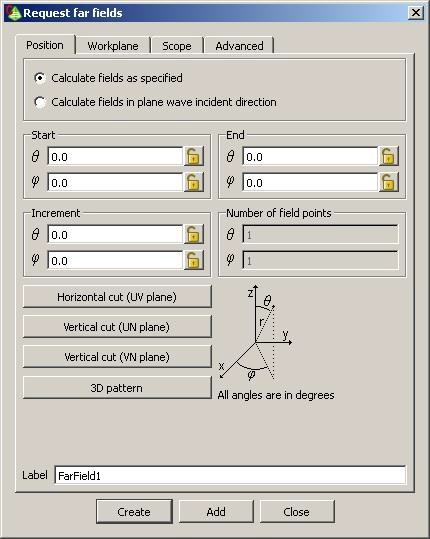 Request far fields
Position Workplane Scope Advanced
Calculate fields as specified
Calculate fields in plane wave incident direction
Start
θ 0.0
φ 0.0
End
θ 0.0
φ 0.0
Increment
θ 0.0
φ 0.0
Number of field points
θ 1
φ 1
Horizontal cut (UV plane)
Vertical cut (UN plane)
Vertical cut (VN plane)
3D pattern
z
θ
r
y
x
φ
All angles are in degrees
Label FarField1
Create Add Close